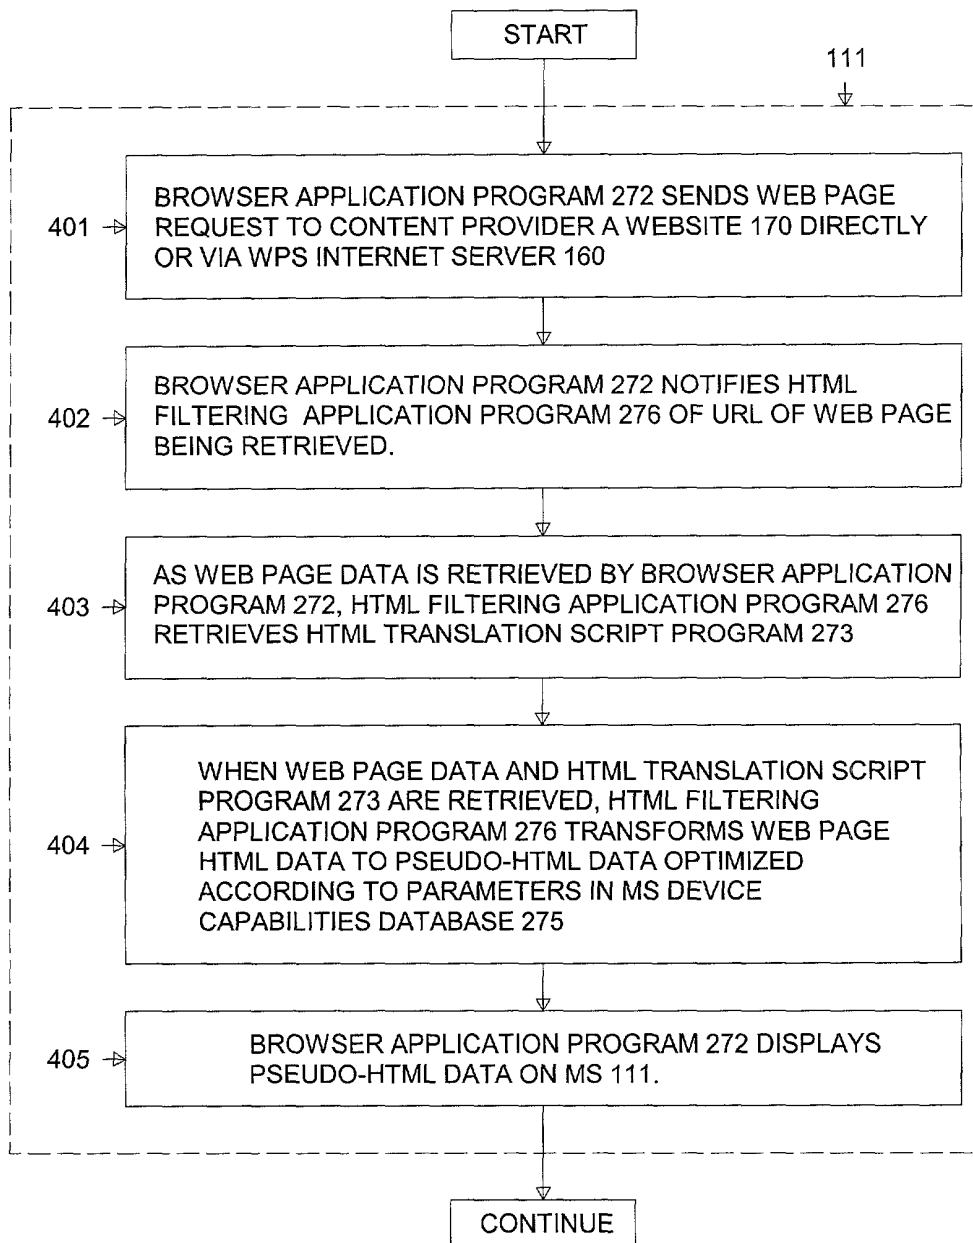 START
111
401
BROWSER APPLICATION PROGRAM 272 SENDS WEB PAGE
REQUEST TO CONTENT PROVIDER A WEBSITE 170 DIRECTLY
OR VIA WPS INTERNET SERVER 160
402
BROWSER APPLICATION PROGRAM 272 NOTIFIES HTML
FILTERING APPLICATION PROGRAM 276 OF URL OF WEB PAGE
BEING RETRIEVED.
403
AS WEB PAGE DATA IS RETRIEVED BY BROWSER APPLICATION
PROGRAM 272, HTML FILTERING APPLICATION PROGRAM 276
RETRIEVES HTML TRANSLATION SCRIPT PROGRAM 273
404
WHEN WEB PAGE DATA AND HTML TRANSLATION SCRIPT
PROGRAM 273 ARE RETRIEVED, HTML FILTERING
APPLICATION PROGRAM 276 TRANSFORMS WEB PAGE
HTML DATA TO PSEUDO-HTML DATA OPTIMIZED
ACCORDING TO PARAMETERS IN MS DEVICE
CAPABILITIES DATABASE 275
405
BROWSER APPLICATION PROGRAM 272 DISPLAYS
PSEUDO-HTML DATA ON MS 111.
CONTINUE